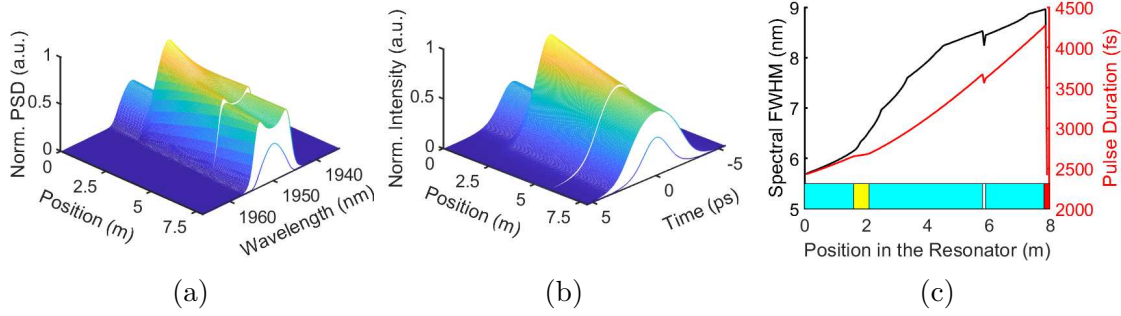 1
0.5
0
Norm. PSD (a.u.)
0
2.5
5
7.5
Position (m)
1960
1950
1940
Wavelength (nm)
(a)
1
0.5
0
Norm. Intensity (a.u.)
0
2.5
5
7.5
Position (m)
5
0
-5
Time (ps)
(b)
9
8
7
6
5
Spectral FWHM (nm)
4500
4000
3500
3000
2500
2000
Pulse Duration (fs)
0 2 4 6 8
Position in the Resonator (m)
(c)